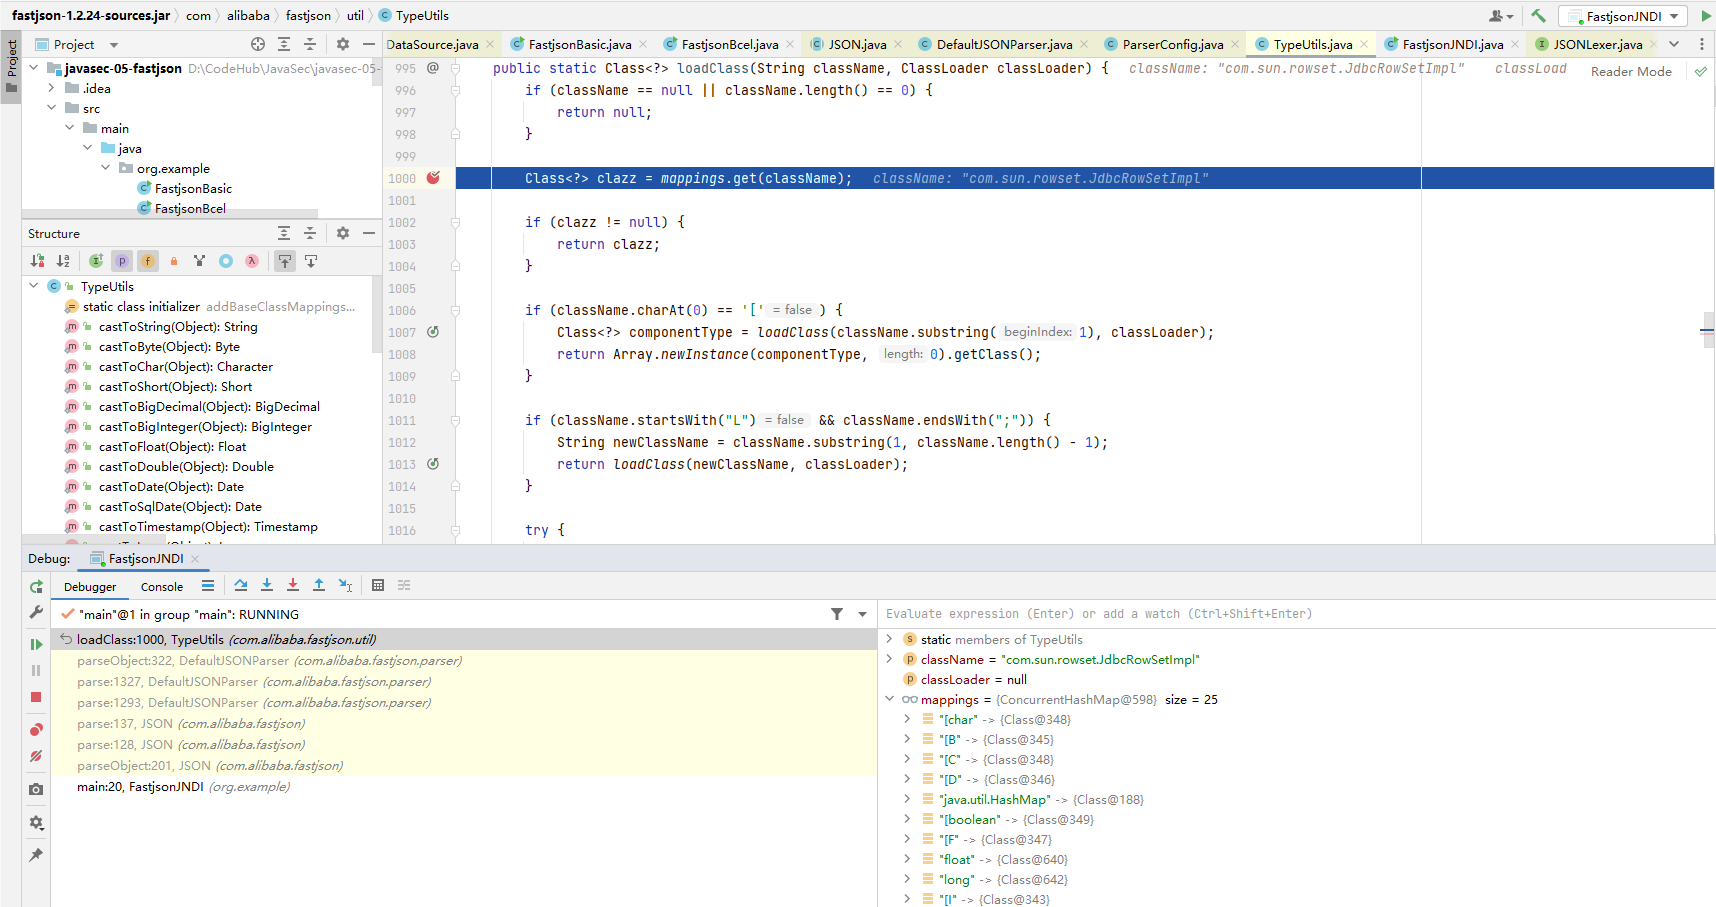 fastjson-1.2.24-sources.jar com alibaba fastjson util TypeUtils FastjsonJNDI
Project
Project
DataSource.java FastjsonBasic.java FastjsonBcel.java JSON.java DefaultJSONParser.java ParserConfig.java TypeUtils.java FastjsonJNDI.java JSONLexer.java
javasec-05-fastjson D:\CodeHub\JavaSec\javasec-05-
.idea
src
main
java
org.example
FastjsonBasic
FastjsonBcel
Reader Mode
995 @ public static Class<?> loadClass(String className, ClassLoader classLoader) { className: "com.sun.rowset.JdbcRowSetImpl" classLoad
996 if (className == null || className.length() == 0) {
997 return null;
998 }
999
1000 Class<?> clazz = mappings.get(className); className: "com.sun.rowset.JdbcRowSetImpl"
1001
1002 if (clazz != null) {
1003 return clazz;
1004 }
1005
1006 if (className.charAt(0) == '[' = false ) {
1007 Class<?> componentType = loadClass(className.substring( beginIndex: 1), classLoader);
1008 return Array.newInstance(componentType, length: 0).getClass();
1009 }
1010
1011 if (className.startsWith("L") = false && className.endsWith(";")) {
1012 String newClassName = className.substring(1, className.length() - 1);
1013 return loadClass(newClassName, classLoader);
1014 }
1015
1016 try {
Structure
TypeUtils
static class initializer addBaseClassMappings...
castToString(Object): String
castToByte(Object): Byte
castToChar(Object): Character
castToShort(Object): Short
castToBigDecimal(Object): BigDecimal
castToBigInteger(Object): BigInteger
castToFloat(Object): Float
castToDouble(Object): Double
castToDate(Object): Date
castToSqlDate(Object): Date
castToTimestamp(Object): Timestamp
Debug: FastjsonJNDI
Debugger Console
"main"@1 in group "main": RUNNING
loadClass:1000, TypeUtils (com.alibaba.fastjson.util)
parseObject:322, DefaultJSONParser (com.alibaba.fastjson.parser)
parse:1327, DefaultJSONParser (com.alibaba.fastjson.parser)
parse:1293, DefaultJSONParser (com.alibaba.fastjson.parser)
parse:137, JSON (com.alibaba.fastjson)
parse:128, JSON (com.alibaba.fastjson)
parseObject:201, JSON (com.alibaba.fastjson)
main:20, FastjsonJNDI (org.example)
Evaluate expression (Enter) or add a watch (Ctrl+Shift+Enter)
static members of TypeUtils
className = "com.sun.rowset.JdbcRowSetImpl"
classLoader = null
mappings = {ConcurrentHashMap@598} size = 25
"[char" -> {Class@348}
"[B" -> {Class@345}
"[C" -> {Class@348}
"[D" -> {Class@346}
"java.util.HashMap" -> {Class@188}
"[boolean" -> {Class@349}
"[F" -> {Class@347}
"float" -> {Class@640}
"long" -> {Class@642}
"[I" -> {Class@343}